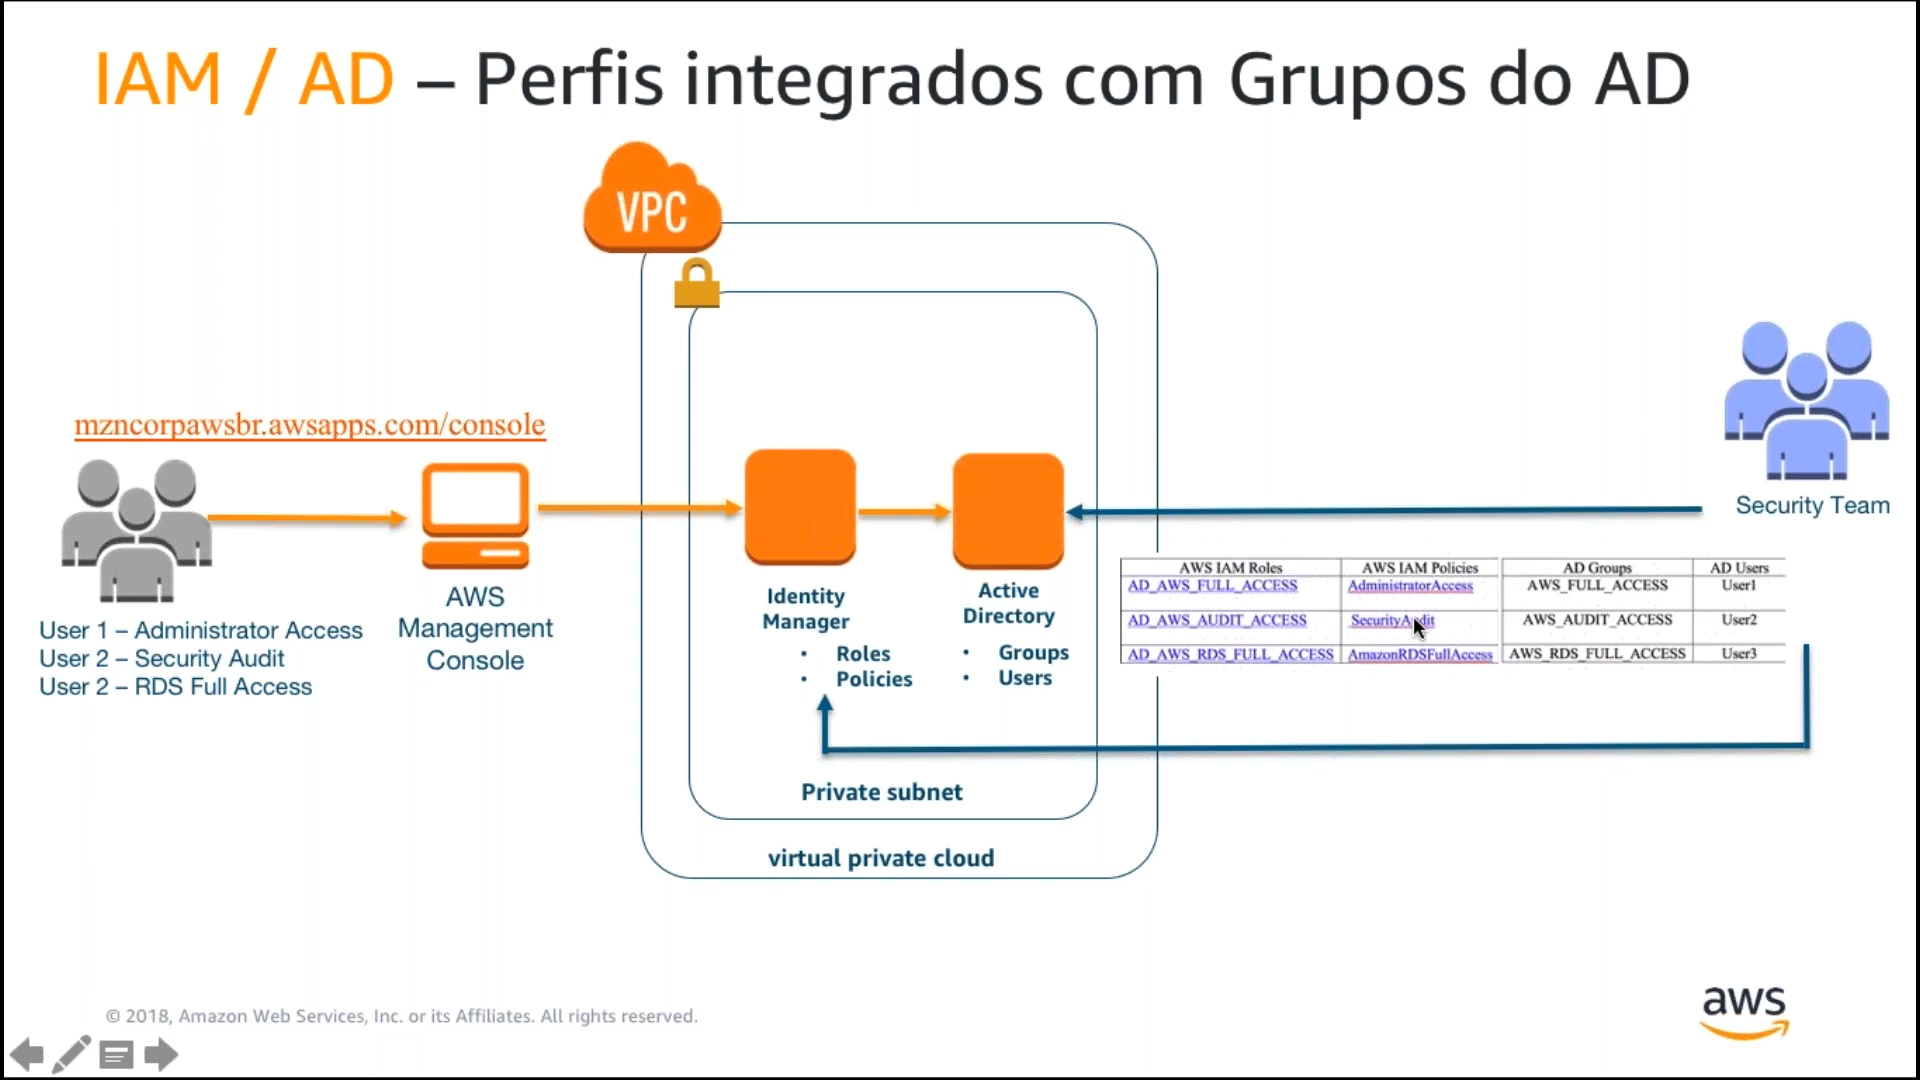 IAM / AD – Perfis integrados com Grupos do AD
VPC
mzncorpawsbr.awsapps.com/console
User 1 – Administrator Access
User 2 – Security Audit
User 2 – RDS Full Access
AWS
Management
Console
Identity
Manager
• Roles
• Policies
Active
Directory
• Groups
• Users
Private subnet
virtual private cloud
Security Team
AWS IAM Roles AWS IAM Policies AD Groups AD Users
AD_AWS_FULL_ACCESS AdministratorAccess AWS_FULL_ACCESS User1
AD_AWS_AUDIT_ACCESS SecurityAudit AWS_AUDIT_ACCESS User2
AD_AWS_RDS_FULL_ACCESS AmazonRDSFullAccess AWS_RDS_FULL_ACCESS User3
© 2018, Amazon Web Services, Inc. or its Affiliates. All rights reserved.
aws